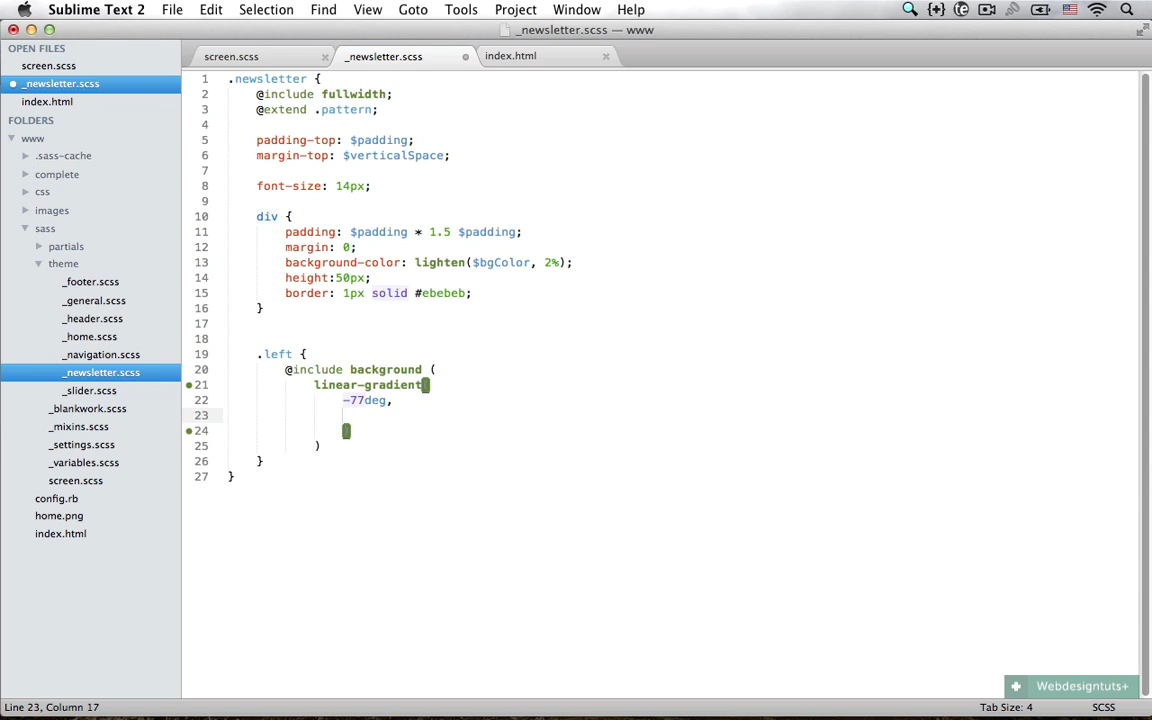 Sublime Text 2 File Edit Selection Find View Goto Tools Project Window Help
_newsletter.scss — www
OPEN FILES
screen.scss
_newsletter.scss
index.html
FOLDERS
www
.sass-cache
complete
css
images
sass
partials
theme
_footer.scss
_general.scss
_header.scss
_home.scss
_navigation.scss
_newsletter.scss
_slider.scss
_blankwork.scss
_mixins.scss
_settings.scss
_variables.scss
screen.scss
config.rb
home.png
index.html
screen.scss _newsletter.scss index.html
1 .newsletter {
2 @include fullwidth;
3 @extend .pattern;
4
5 padding-top: $padding;
6 margin-top: $verticalSpace;
7
8 font-size: 14px;
9
10 div {
11 padding: $padding * 1.5 $padding;
12 margin: 0;
13 background-color: lighten($bgColor, 2%);
14 height:50px;
15 border: 1px solid #ebebeb;
16 }
17
18
19 .left {
20 @include background (
21 linear-gradient(
22 -77deg,
23
24 )
25 )
26 }
27 }
Webdesigntuts+
Line 23, Column 17 Tab Size: 4 SCSS